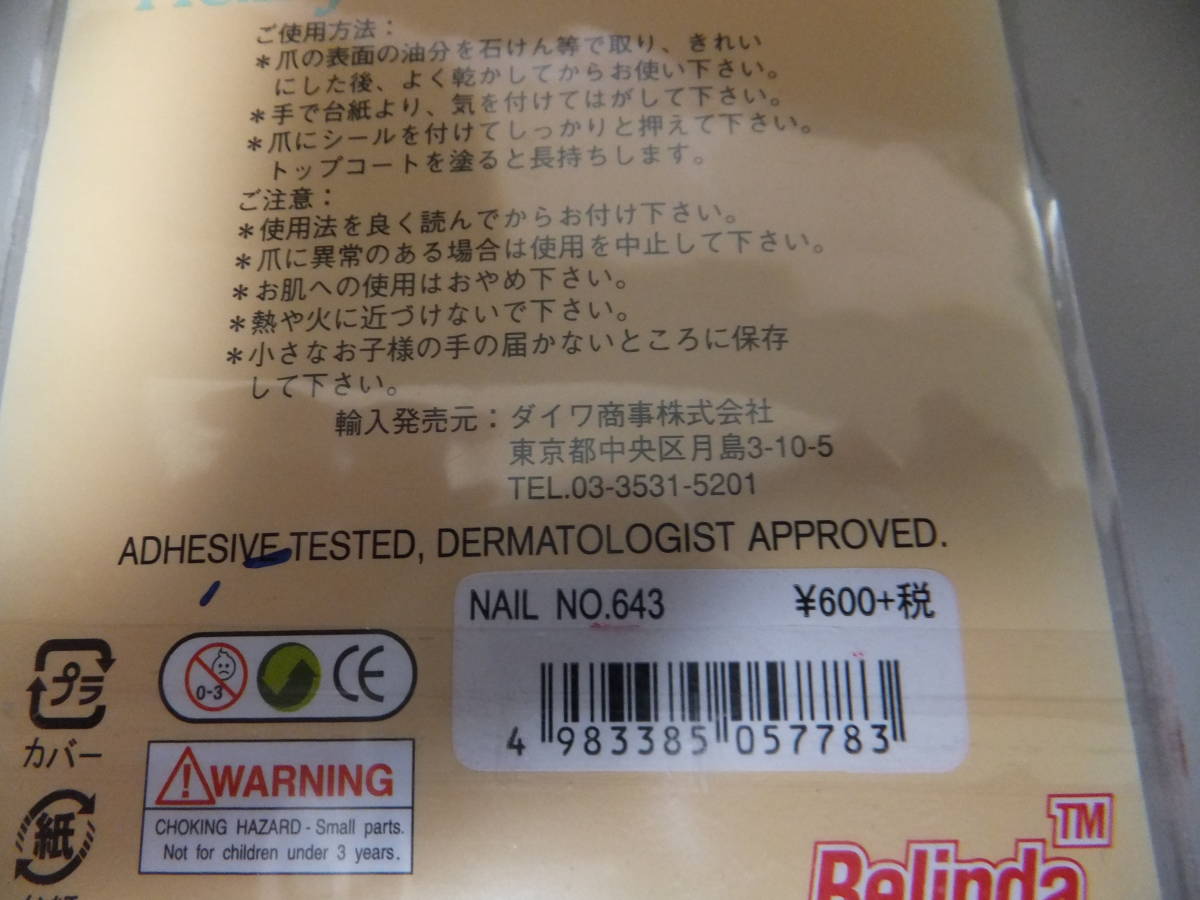 ご使用方法：
＊爪の表面の油分を石けん等で取り、きれい
にした後、よく乾かしてからお使い下さい。
＊手で台紙より、気を付けてはがして下さい。
＊爪にシールを付けてしっかりと押えて下さい。
トップコートを塗ると長持ちします。
ご注意：
＊使用法を良く読んでからお付け下さい。
＊爪に異常のある場合は使用を中止して下さい。
＊お肌への使用はおやめ下さい。
＊熱や火に近づけないで下さい。
＊小さなお子様の手の届かないところに保存
して下さい。
輸入発売元：ダイワ商事株式会社
東京都中央区月島3-10-5
TEL.03-3531-5201
ADHESIVE TESTED, DERMATOLOGIST APPROVED.
NAIL NO.643 ¥600+税
4 983385 057783
プラ
カバー
0-3 CE
紙
WARNING
CHOKING HAZARD - Small parts.
Not for children under 3 years.
Belinda TM